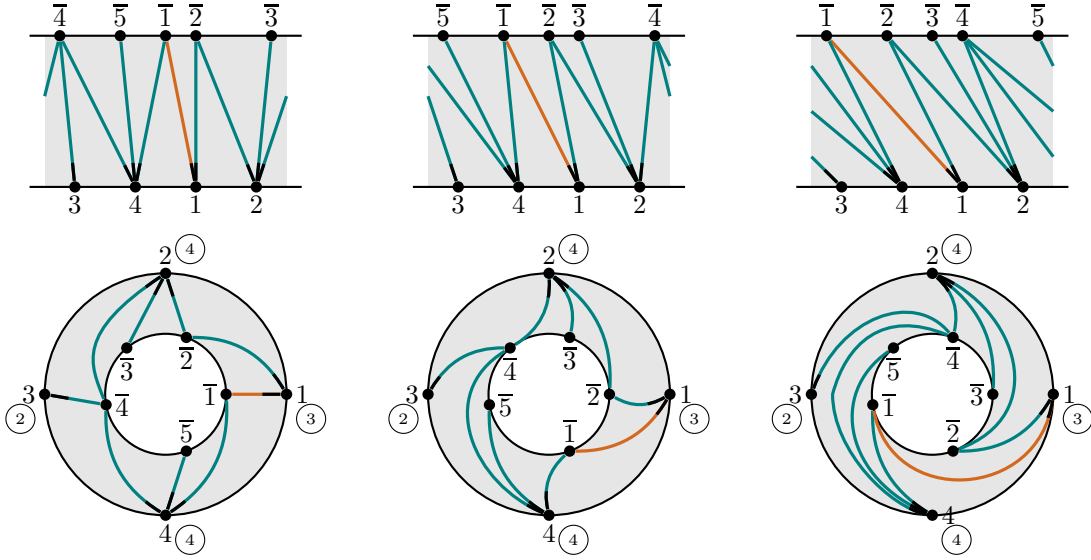 4̅ 5̅ 1̅ 2̅ 3̅ 5̅ 1̅ 2̅ 3̅ 4̅ 1̅ 2̅ 3̅ 4̅ 5̅
3 4 1 2 3 4 1 2 3 4 1 2
2 4 2 4 2 4
2̅ 3̅ 4̅
3̅ 4̅ 5̅
3 4̅ 1̅ 1 3 5̅ 2̅ 1 3 1̅ 3̅ 1
2 3 2 3 2 3
5̅ 1̅ 2̅
4 4 4 4 4
4